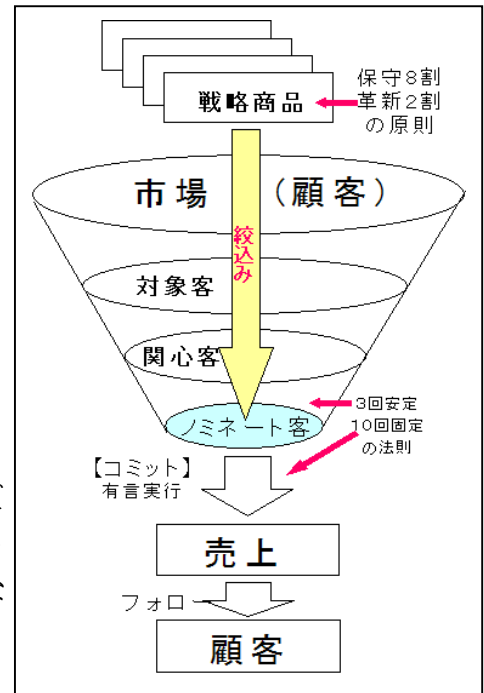 戦略商品
保守8割
革新2割
の原則
市場（顧客）
絞込み
対象客
関心客
ノミネート客
3回安定
10回固定
の法則
【コミット】
有言実行
売上
フォロー
顧客